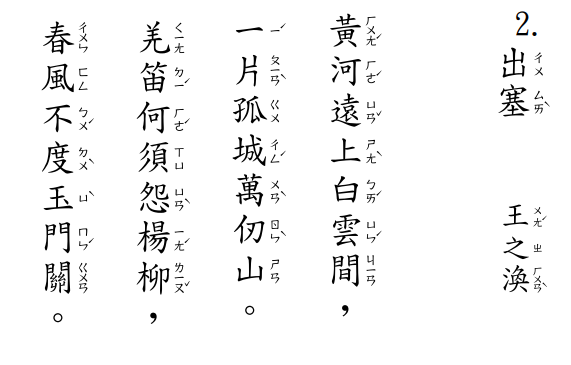 2.
出塞 王之渙
黃河遠上白雲間，
一片孤城萬仞山。
羌笛何須怨楊柳，
春風不度玉門關。